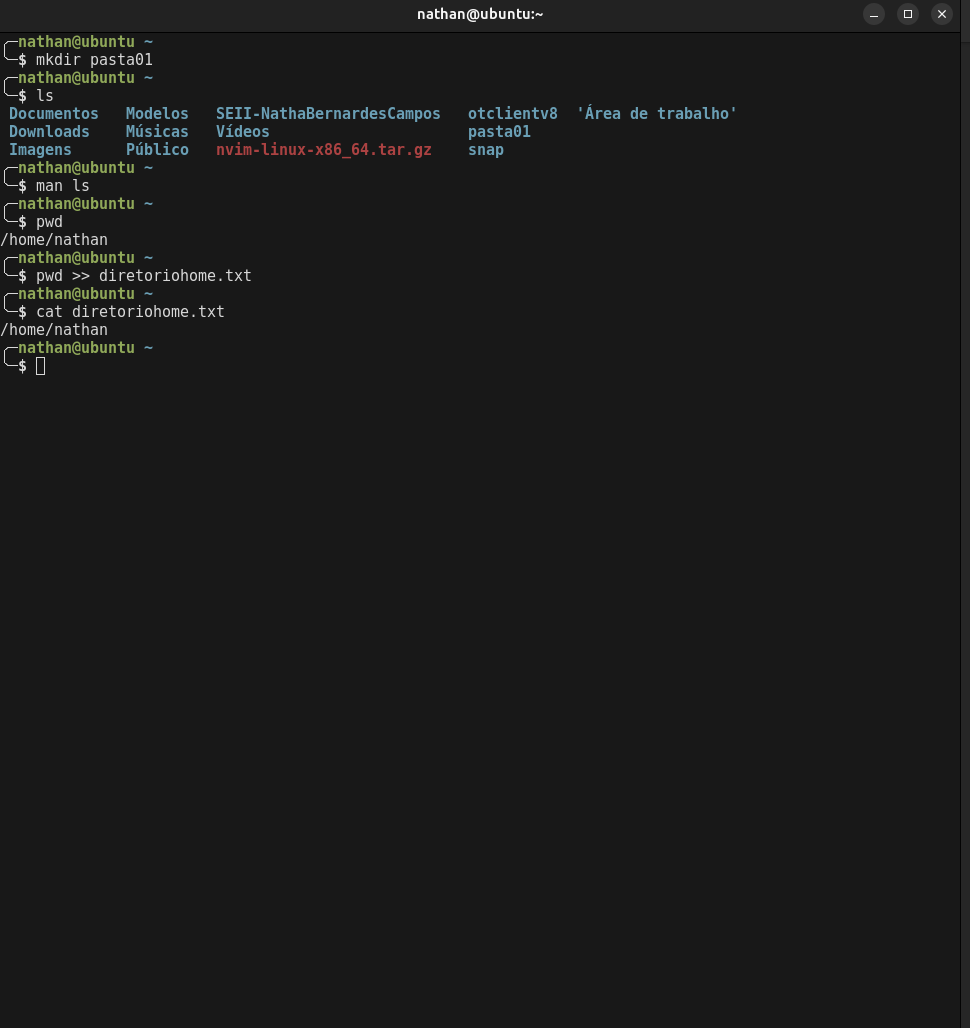 nathan@ubuntu:~
╭─nathan@ubuntu ~
╰─$ mkdir pasta01
╭─nathan@ubuntu ~
╰─$ ls
Documentos   Modelos   SEII-NathaBernardesCampos   otclientv8  'Área de trabalho'
Downloads    Músicas   Vídeos                      pasta01
Imagens      Público   nvim-linux-x86_64.tar.gz    snap
╭─nathan@ubuntu ~
╰─$ man ls
╭─nathan@ubuntu ~
╰─$ pwd
/home/nathan
╭─nathan@ubuntu ~
╰─$ pwd >> diretoriohome.txt
╭─nathan@ubuntu ~
╰─$ cat diretoriohome.txt
/home/nathan
╭─nathan@ubuntu ~
╰─$